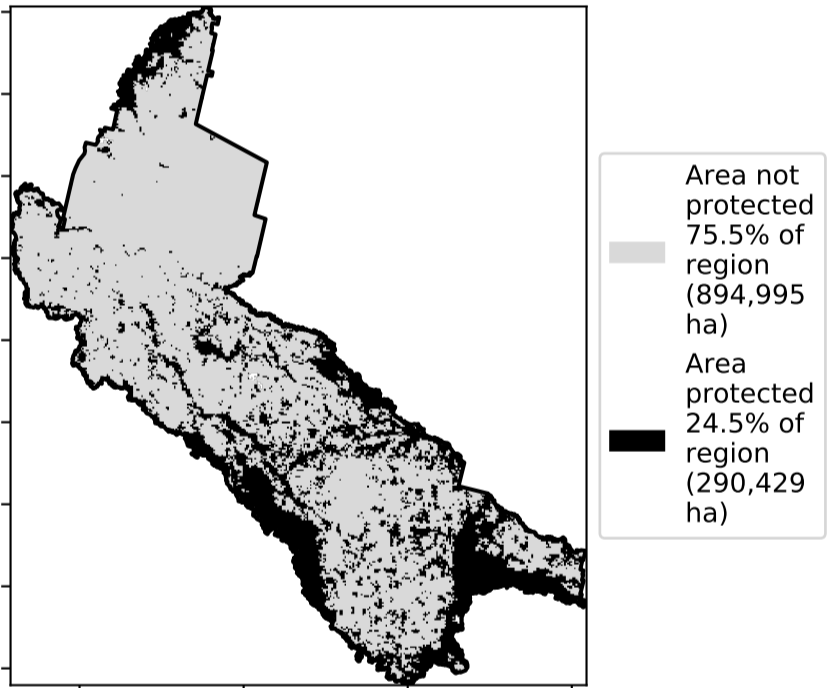 Area not
protected
75.5% of
region
(894,995
ha)
Area
protected
24.5% of
region
(290,429
ha)